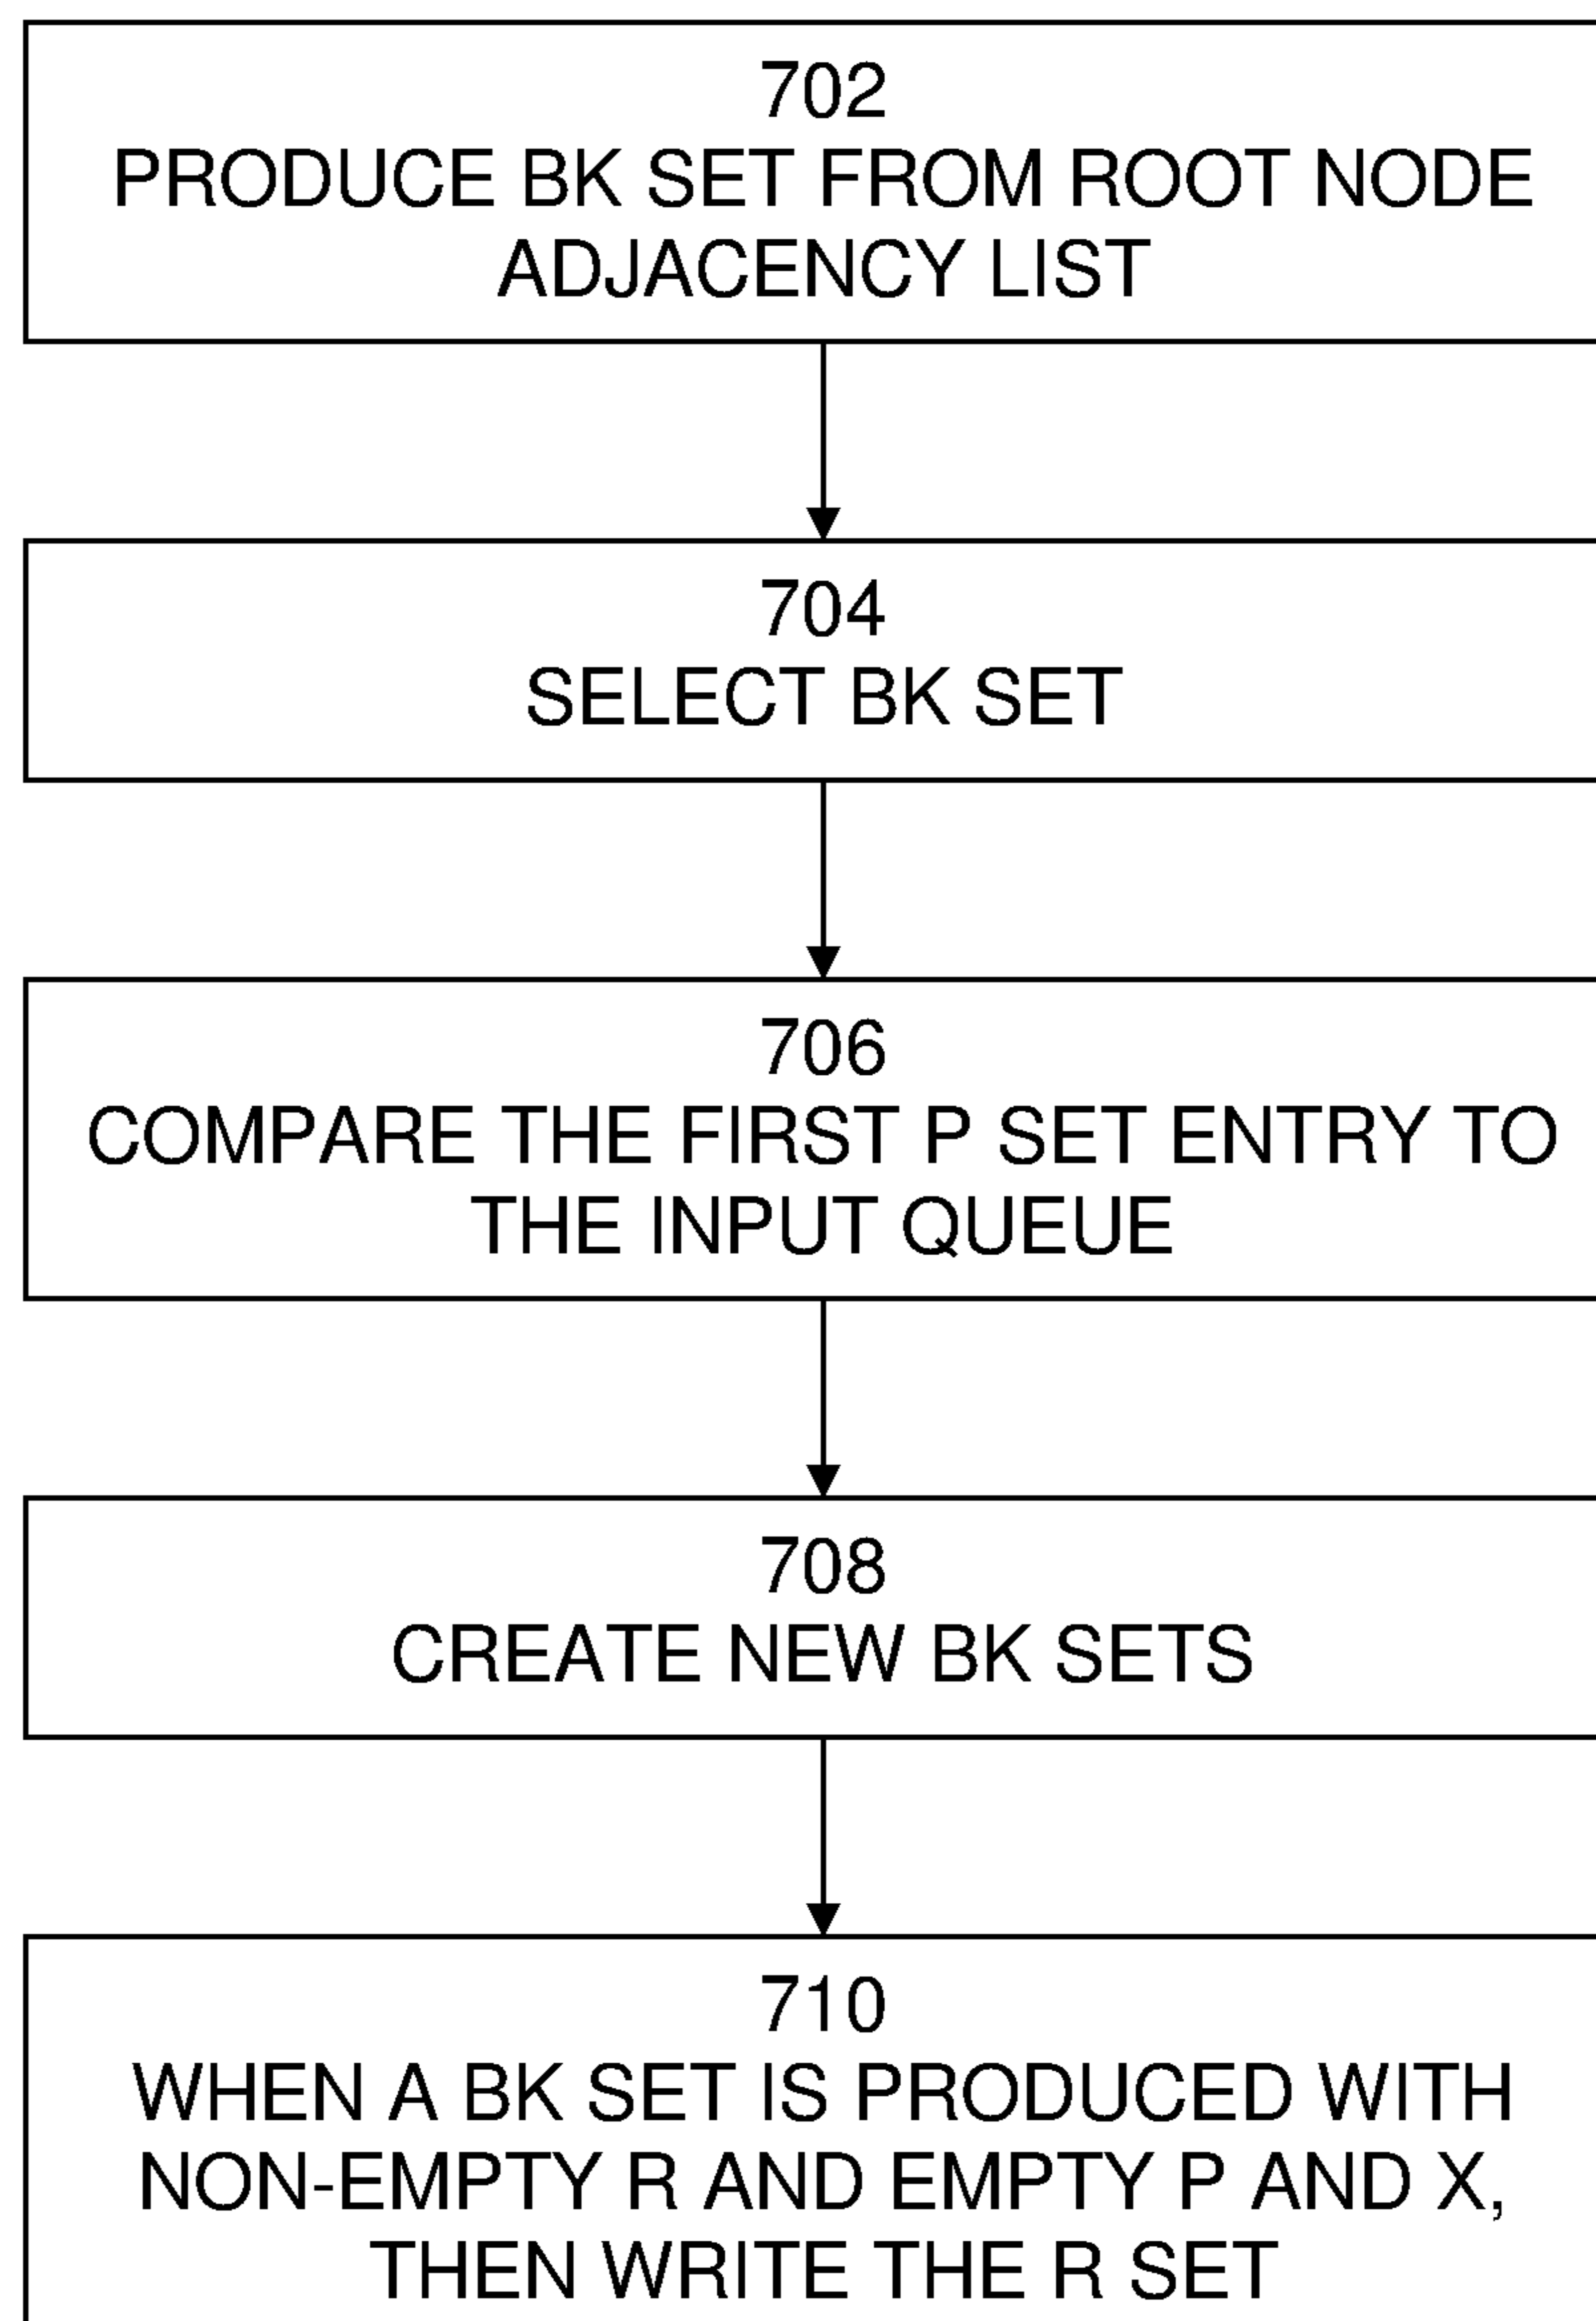 702
PRODUCE BK SET FROM ROOT NODE
ADJACENCY LIST
704
SELECT BK SET
706
COMPARE THE FIRST P SET ENTRY TO
THE INPUT QUEUE
708
CREATE NEW BK SETS
710
WHEN A BK SET IS PRODUCED WITH
NON-EMPTY R AND EMPTY P AND X,
THEN WRITE THE R SET